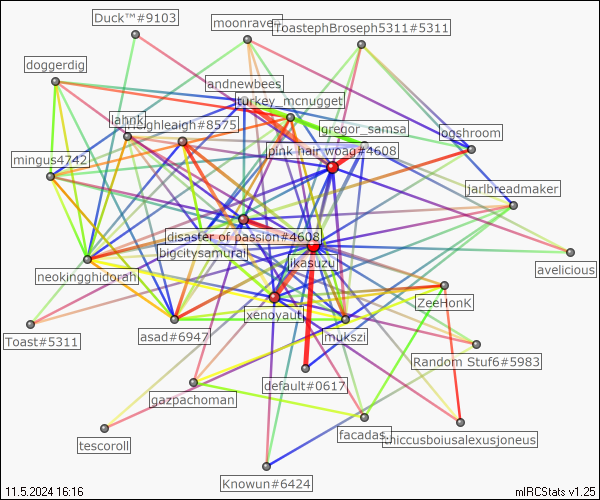 Duck™#9103
moonrave
ToastephBroseph5311#5311
doggerdig
andnewbees
turkey_mcnugget
lahnk
leighleaigh#8575
gregor_samsa
ogshroom
pink hair woag#4608
mingus4742
jarlbreadmaker
disaster of passion#4608
bigcitysamurai
ikasuzu
avelicious
neokingghidorah
ZeeHonK
xenoyaut
Toast#5311
asad#6947
mukszi
Random Stuf6#5983
default#0617
gazpachoman
facadas
thiccusboiusalexusjoneus
tescoroll
Knowun#6424
11.5.2024 16:16
mIRCStats v1.25